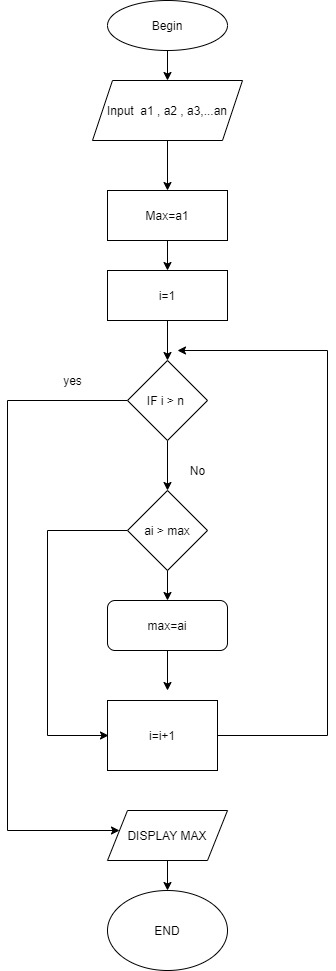 Begin
Input a1 , a2 , a3,...an
Max=a1
i=1
yes
IF i > n
No
ai > max
max=ai
i=i+1
DISPLAY MAX
END